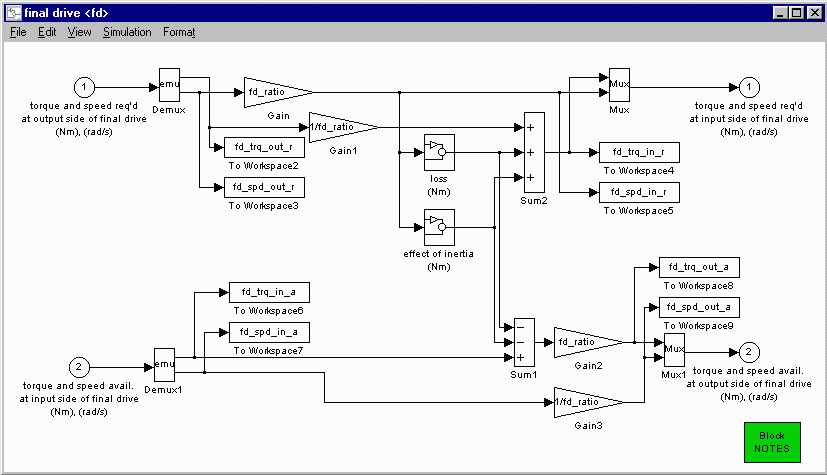 final drive <fd>
File Edit View Simulation Format
1
torque and speed req'd
at output side of final drive
(Nm), (rad/s)
emu
Demux
fd_ratio
Gain
1/fd_ratio
Gain1
fd_trq_out_r
To Workspace2
fd_spd_out_r
To Workspace3
loss
(Nm)
effect of inertia
(Nm)
+
+
+
Sum2
Mux
Mux
1
torque and speed req'd
at input side of final drive
(Nm), (rad/s)
fd_trq_in_r
To Workspace4
fd_spd_in_r
To Workspace5
fd_trq_in_a
To Workspace6
fd_spd_in_a
To Workspace7
2
torque and speed avail.
at input side of final drive
(Nm), (rad/s)
emu
Demux1
−
−
+
Sum1
fd_ratio
Gain2
1/fd_ratio
Gain3
fd_trq_out_a
To Workspace8
fd_spd_out_a
To Workspace9
Mux
Mux1
2
torque and speed avail.
at output side of final drive
(Nm), (rad/s)
Block
NOTES